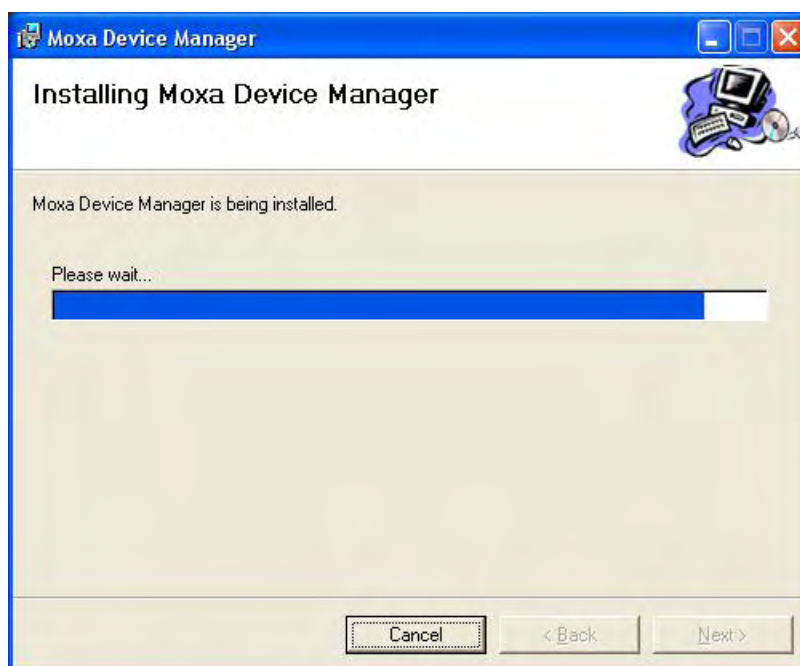 Moxa Device Manager
Installing Moxa Device Manager
Moxa Device Manager is being installed.
Please wait...
Cancel
< Back
Next >